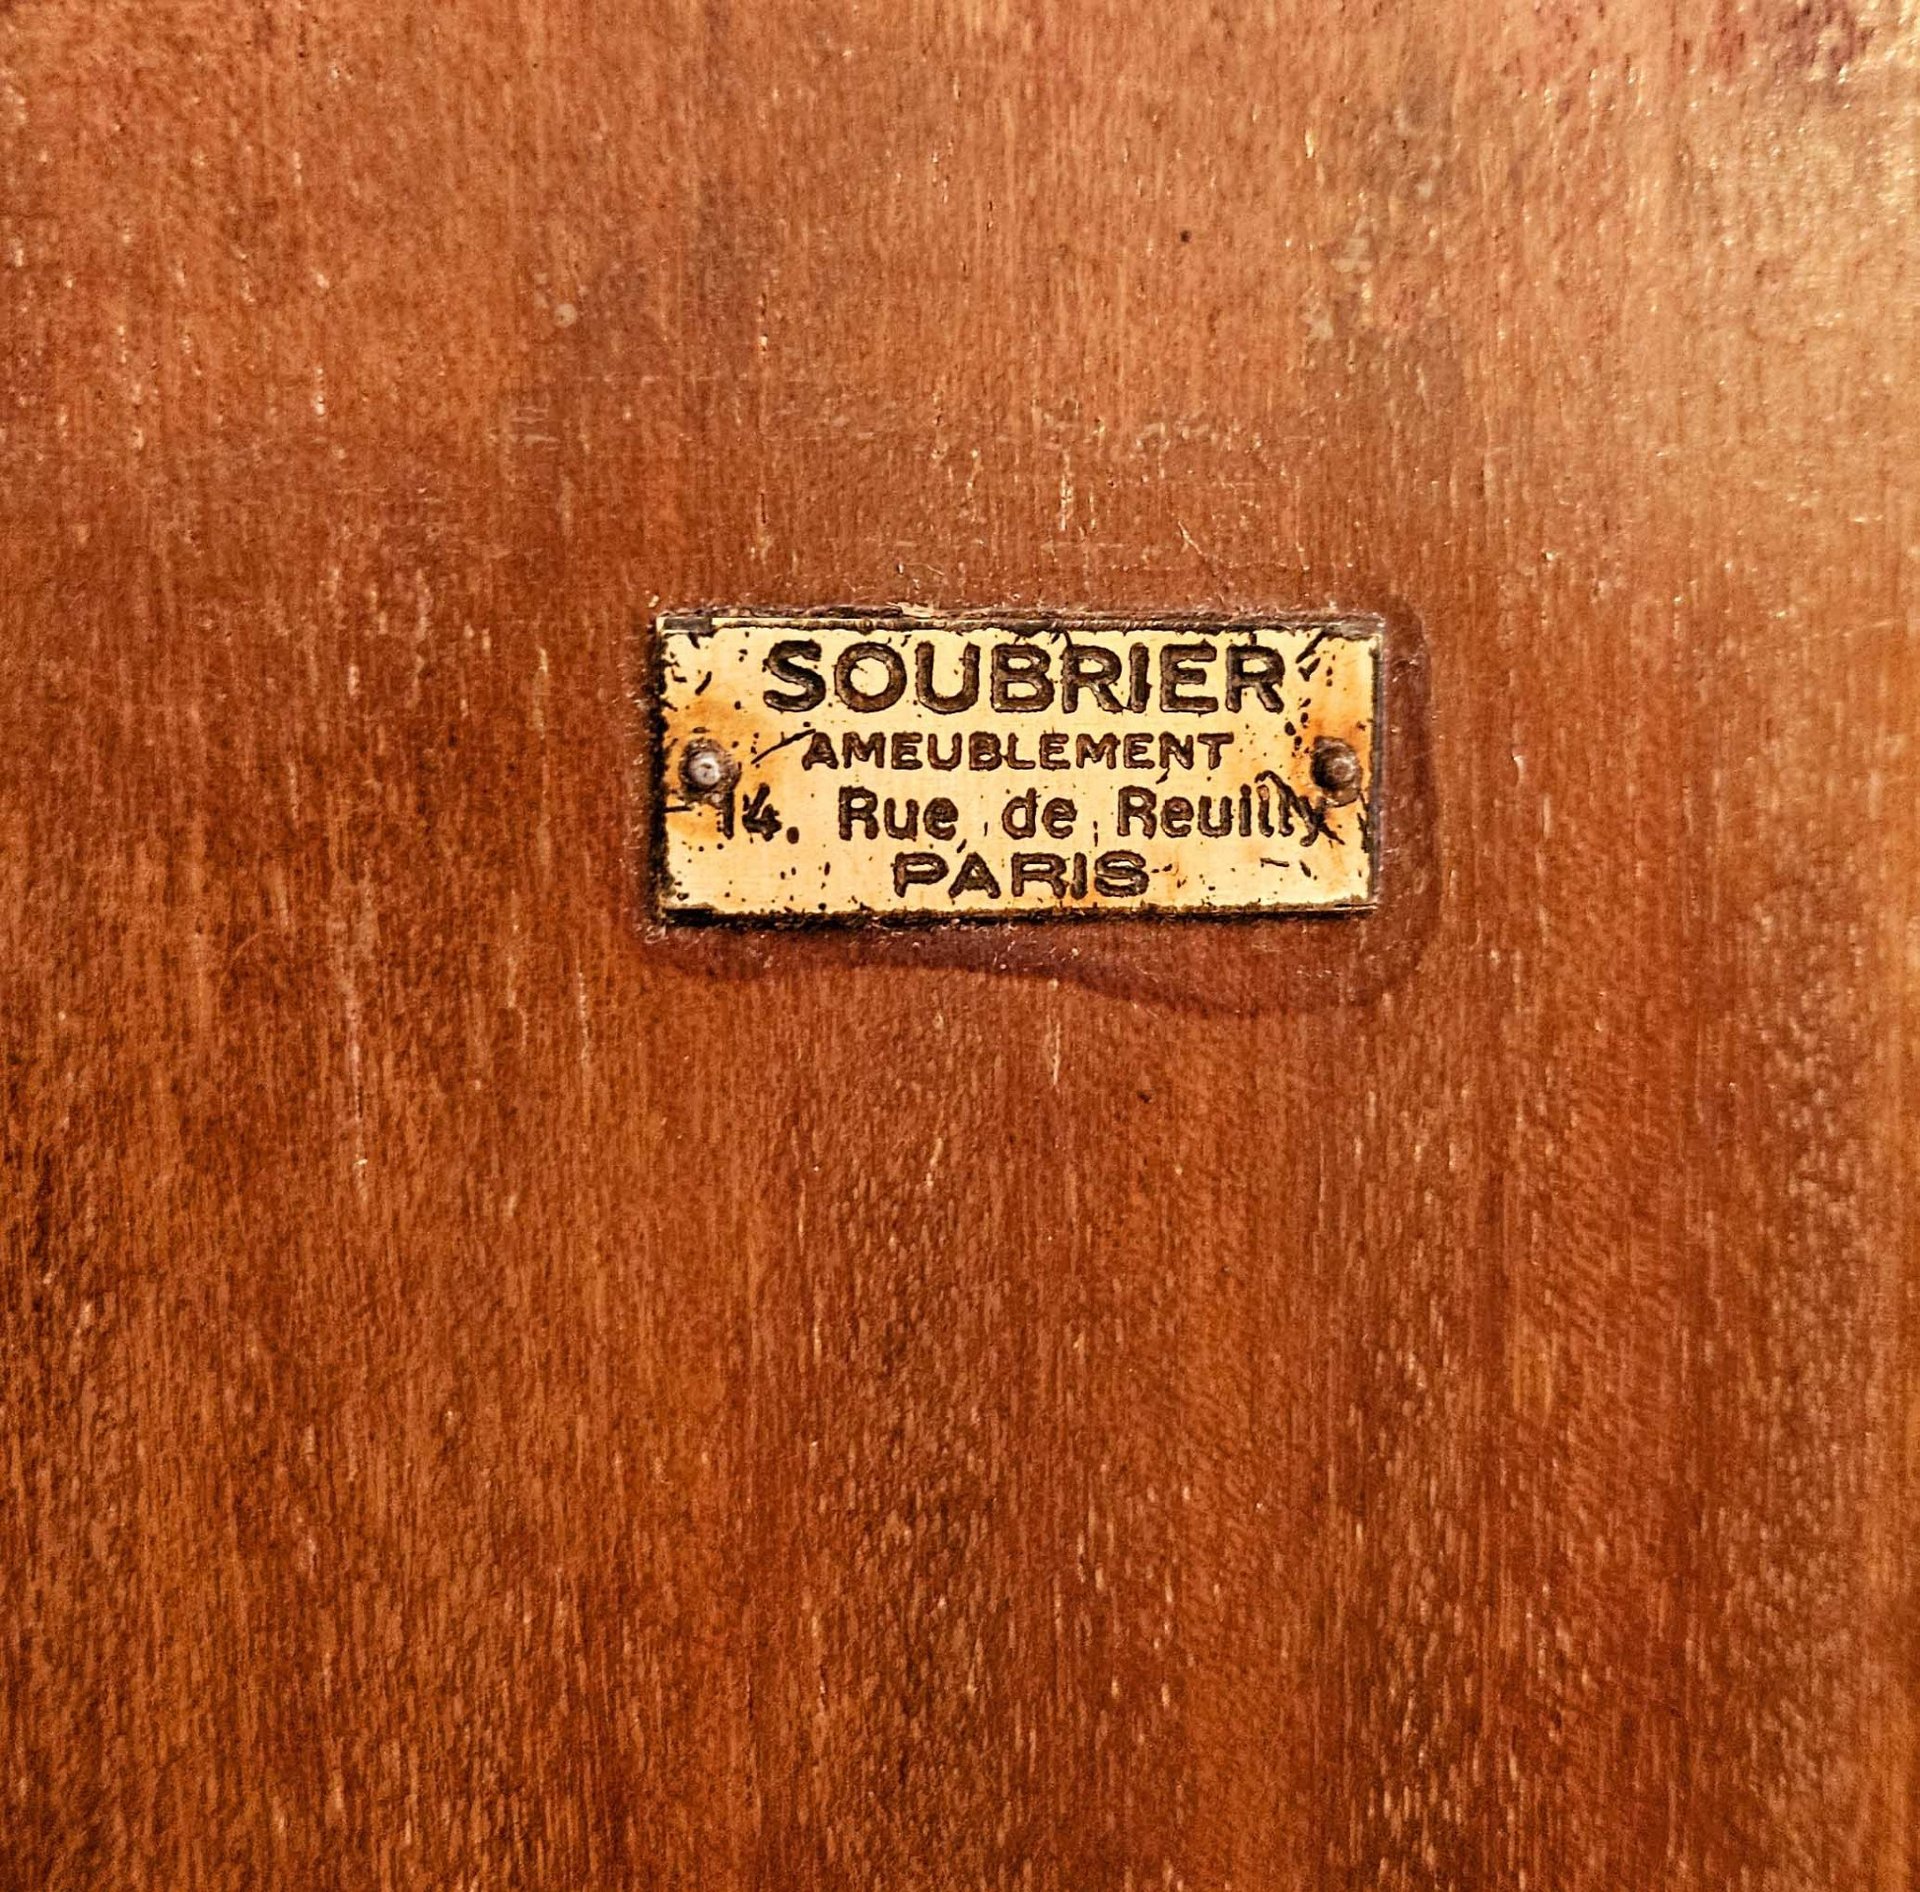 SOUBRIER
AMEUBLEMENT
14. Rue de Reuilly
PARIS